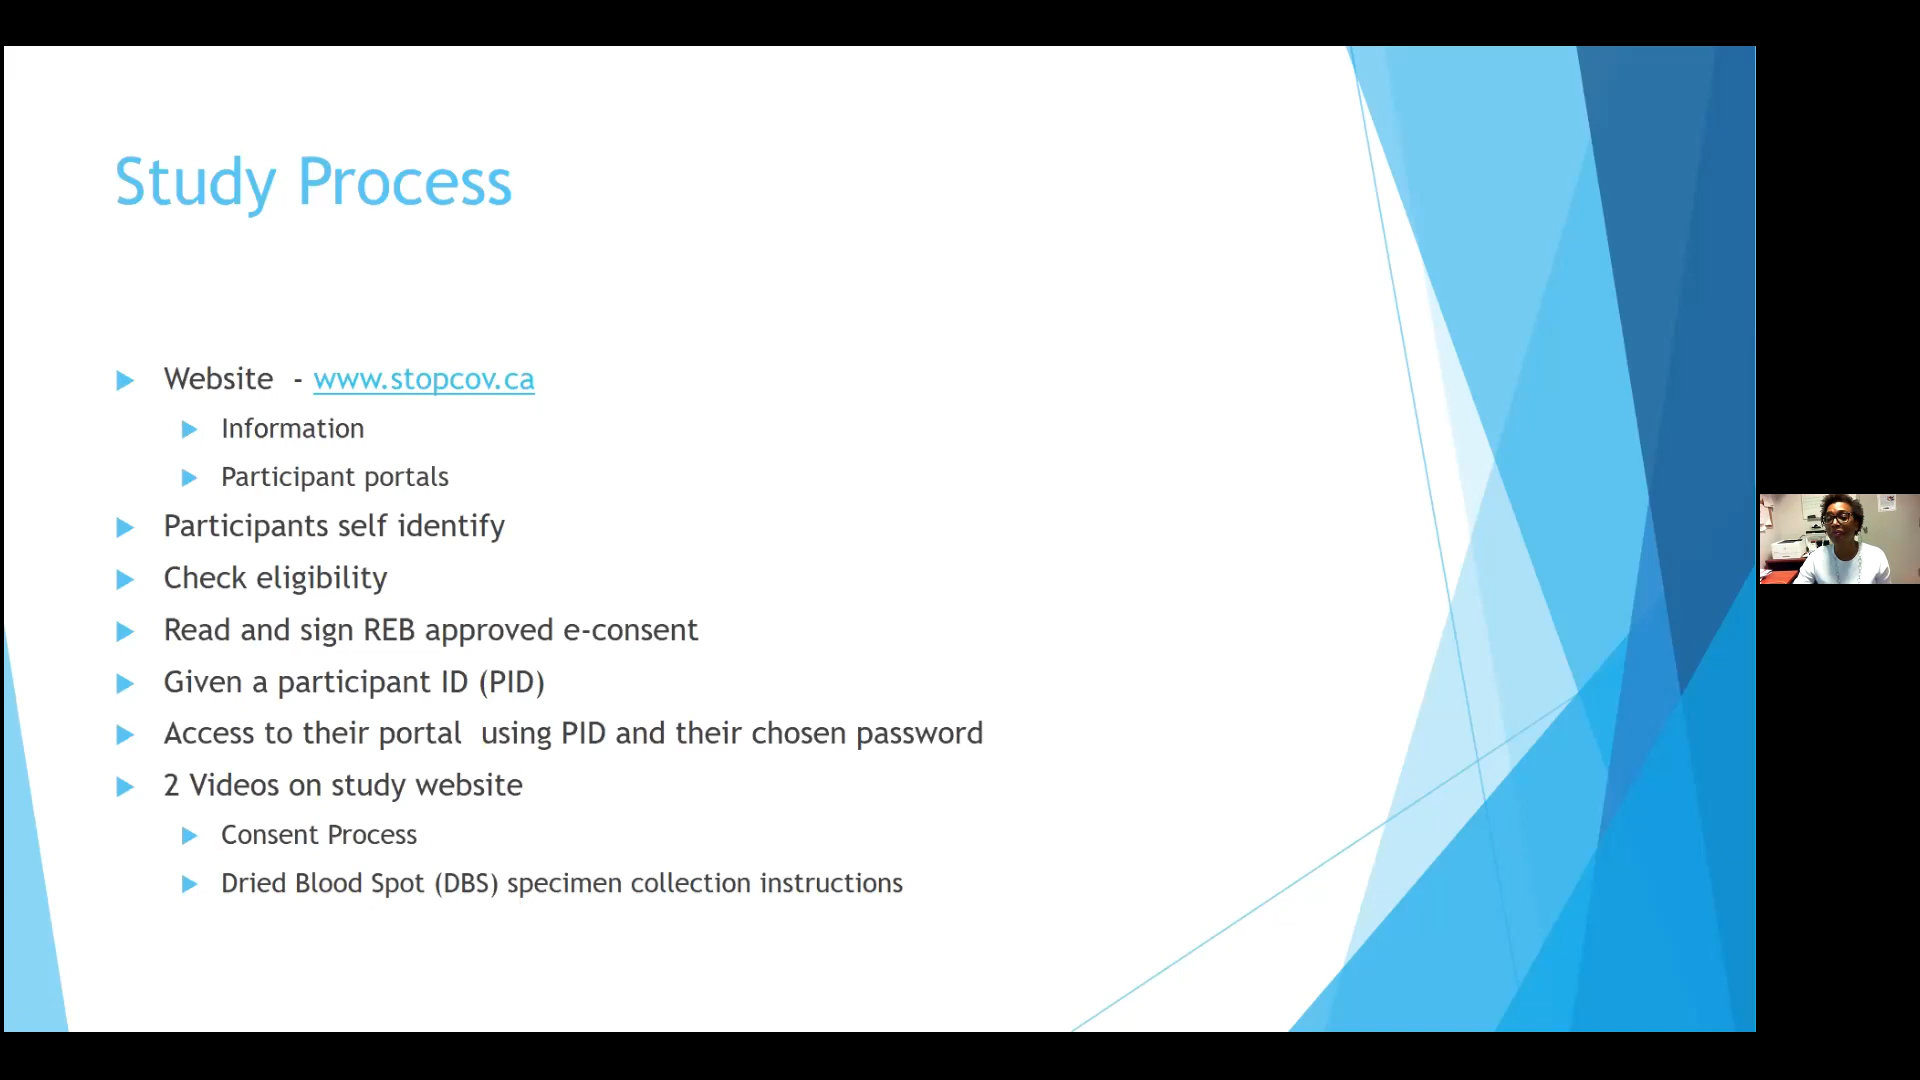 Study Process
Website - www.stopcov.ca
Information
Participant portals
Participants self identify
Check eligibility
Read and sign REB approved e-consent
Given a participant ID (PID)
Access to their portal using PID and their chosen password
2 Videos on study website
Consent Process
Dried Blood Spot (DBS) specimen collection instructions